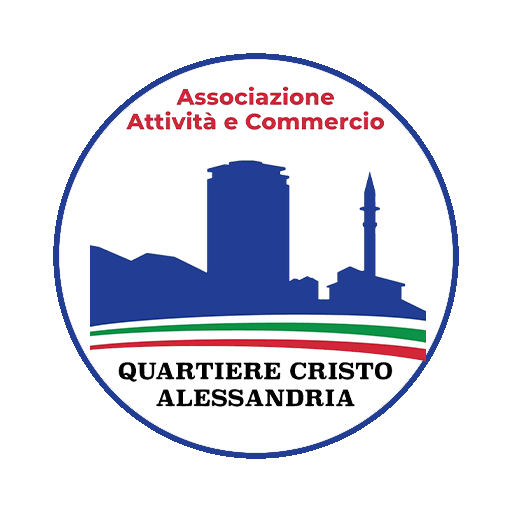 Associazione
Attività e Commercio
QUARTIERE CRISTO
ALESSANDRIA